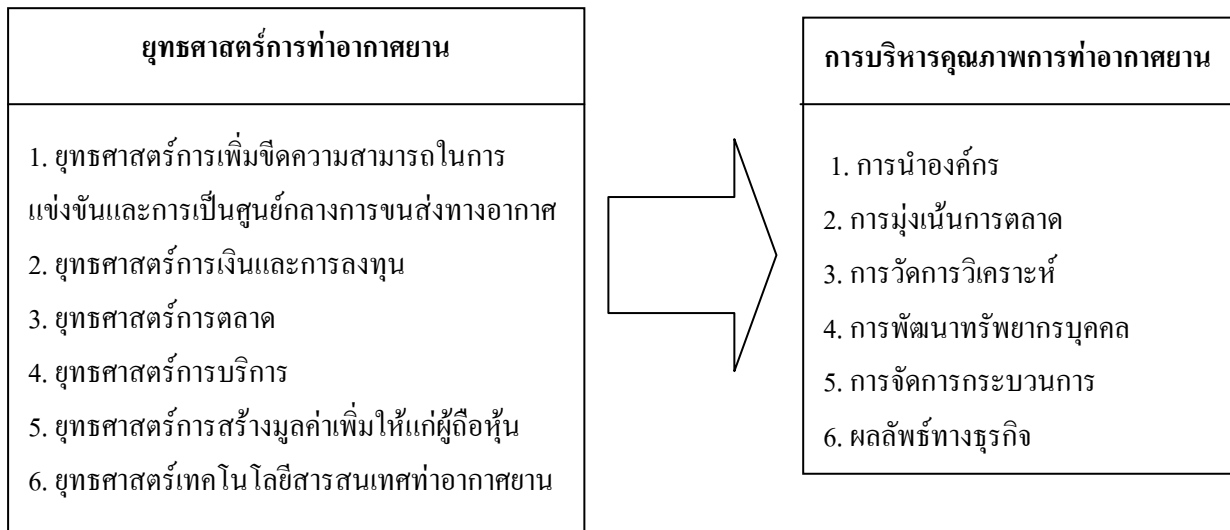 ยุทธศาสตร์การท่าอากาศยาน
1. ยุทธศาสตร์การเพิ่มขีดความสามารถในการ
แข่งขันและการเป็นศูนย์กลางการขนส่งทางอากาศ
2. ยุทธศาสตร์การเงินและการลงทุน
3. ยุทธศาสตร์การตลาด
4. ยุทธศาสตร์การบริการ
5. ยุทธศาสตร์การสร้างมูลค่าเพิ่มให้แก่ผู้ถือหุ้น
6. ยุทธศาสตร์เทคโนโลยีสารสนเทศท่าอากาศยาน
การบริหารคุณภาพการท่าอากาศยาน
1. การนำองค์กร
2. การมุ่งเน้นการตลาด
3. การวัดการวิเคราะห์
4. การพัฒนาทรัพยากรบุคคล
5. การจัดการกระบวนการ
6. ผลลัพธ์ทางธุรกิจ